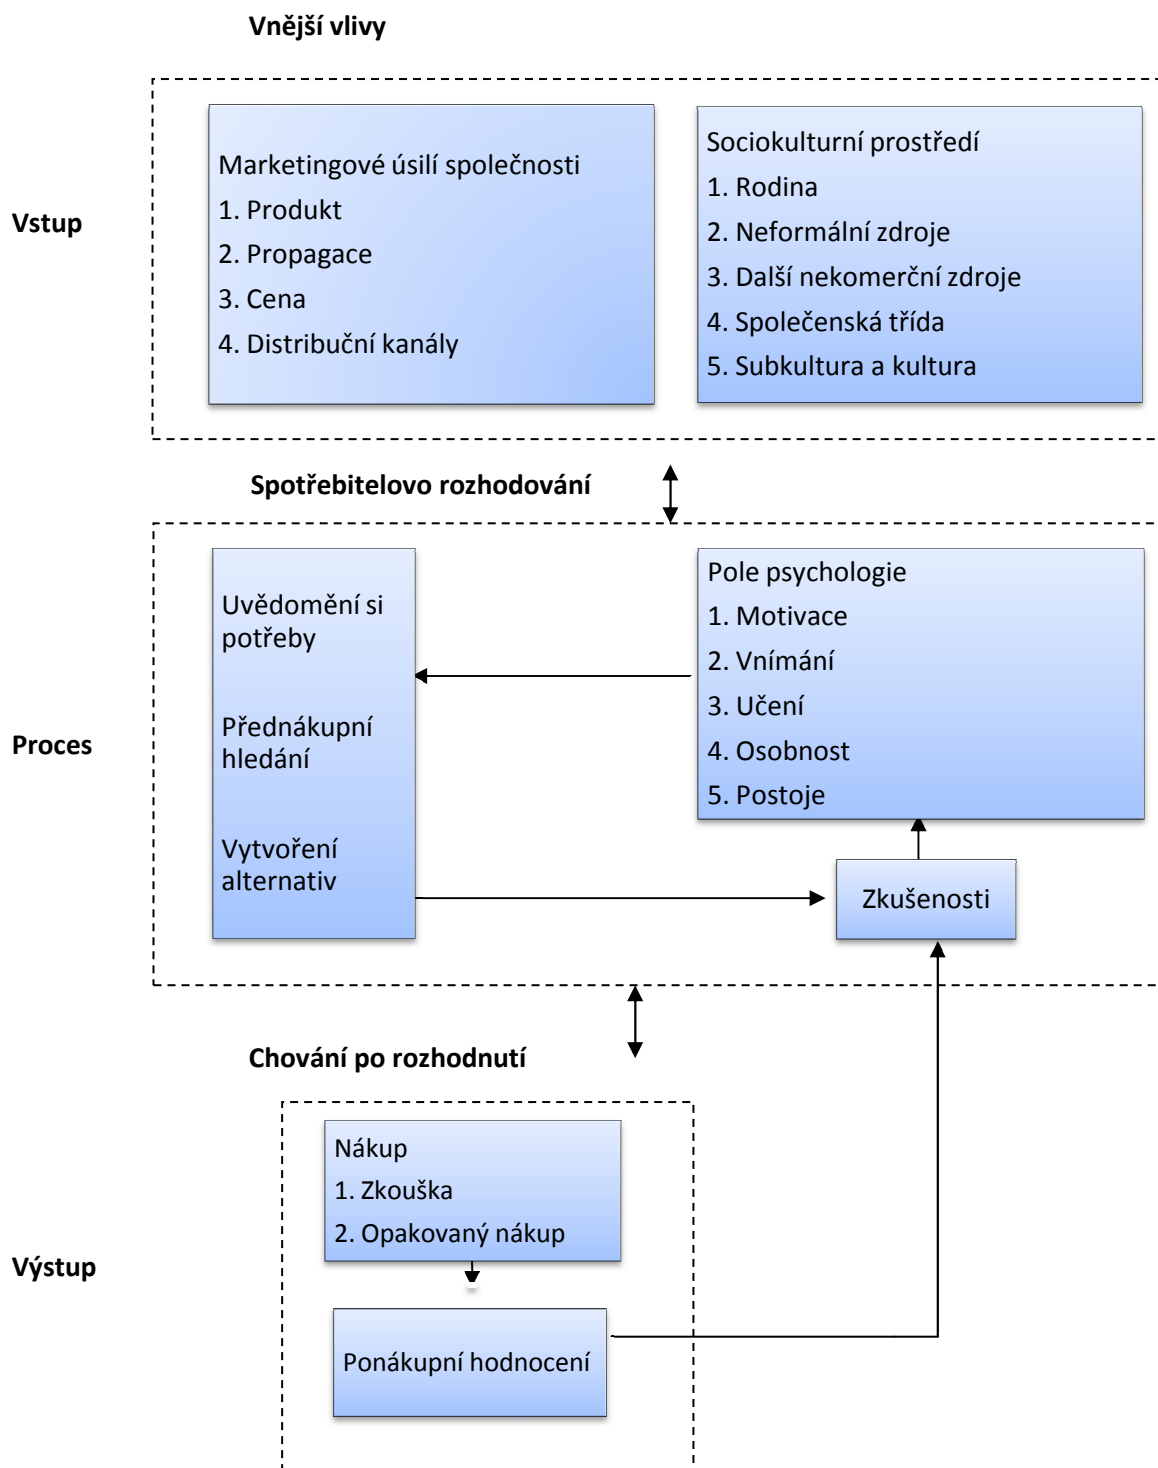 Vnější vlivy
Vstup
Marketingové úsilí společnosti
1. Produkt
2. Propagace
3. Cena
4. Distribuční kanály
Sociokulturní prostředí
1. Rodina
2. Neformální zdroje
3. Další nekomerční zdroje
4. Společenská třída
5. Subkultura a kultura
Spotřebitelovo rozhodování
Proces
Uvědomění si
potřeby
Přednákupní
hledání
Vytvoření
alternativ
Pole psychologie
1. Motivace
2. Vnímání
3. Učení
4. Osobnost
5. Postoje
Zkušenosti
Chování po rozhodnutí
Výstup
Nákup
1. Zkouška
2. Opakovaný nákup
Ponákupní hodnocení